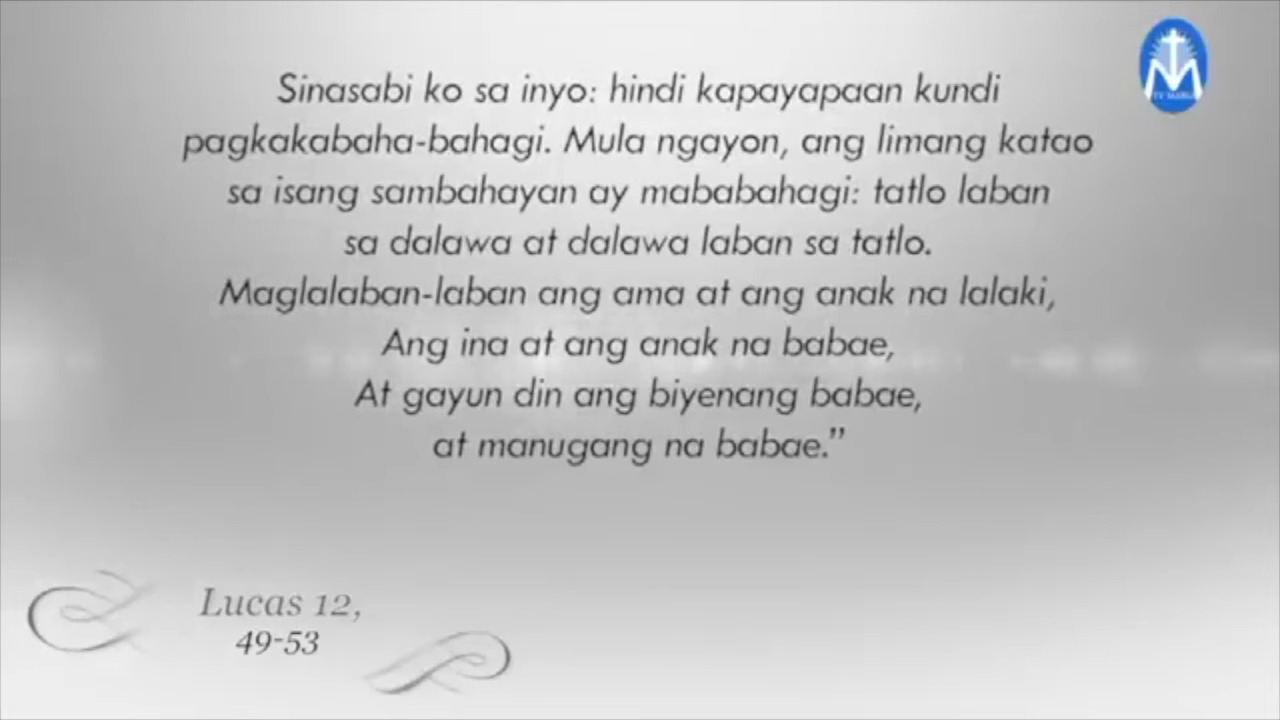 Sinasabi ko sa inyo: hindi kapayapaan kundi
pagkakabaha-bahagi. Mula ngayon, ang limang katao
sa isang sambahayan ay mababahagi: tatlo laban
sa dalawa at dalawa laban sa tatlo.
Maglalaban-laban ang ama at ang anak na lalaki,
Ang ina at ang anak na babae,
At gayun din ang biyenang babae,
at manugang na babae.”
Lucas 12,
49-53
TV MARIA